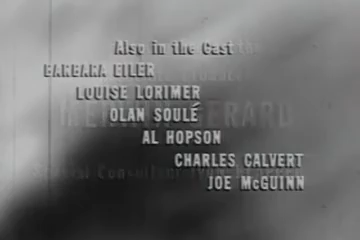 Also in the Cast
BARBARA EILER
LOUISE LORIMER
OLAN SOULÉ
AL HOPSON
CHARLES CALVERT
JOE McGUINN